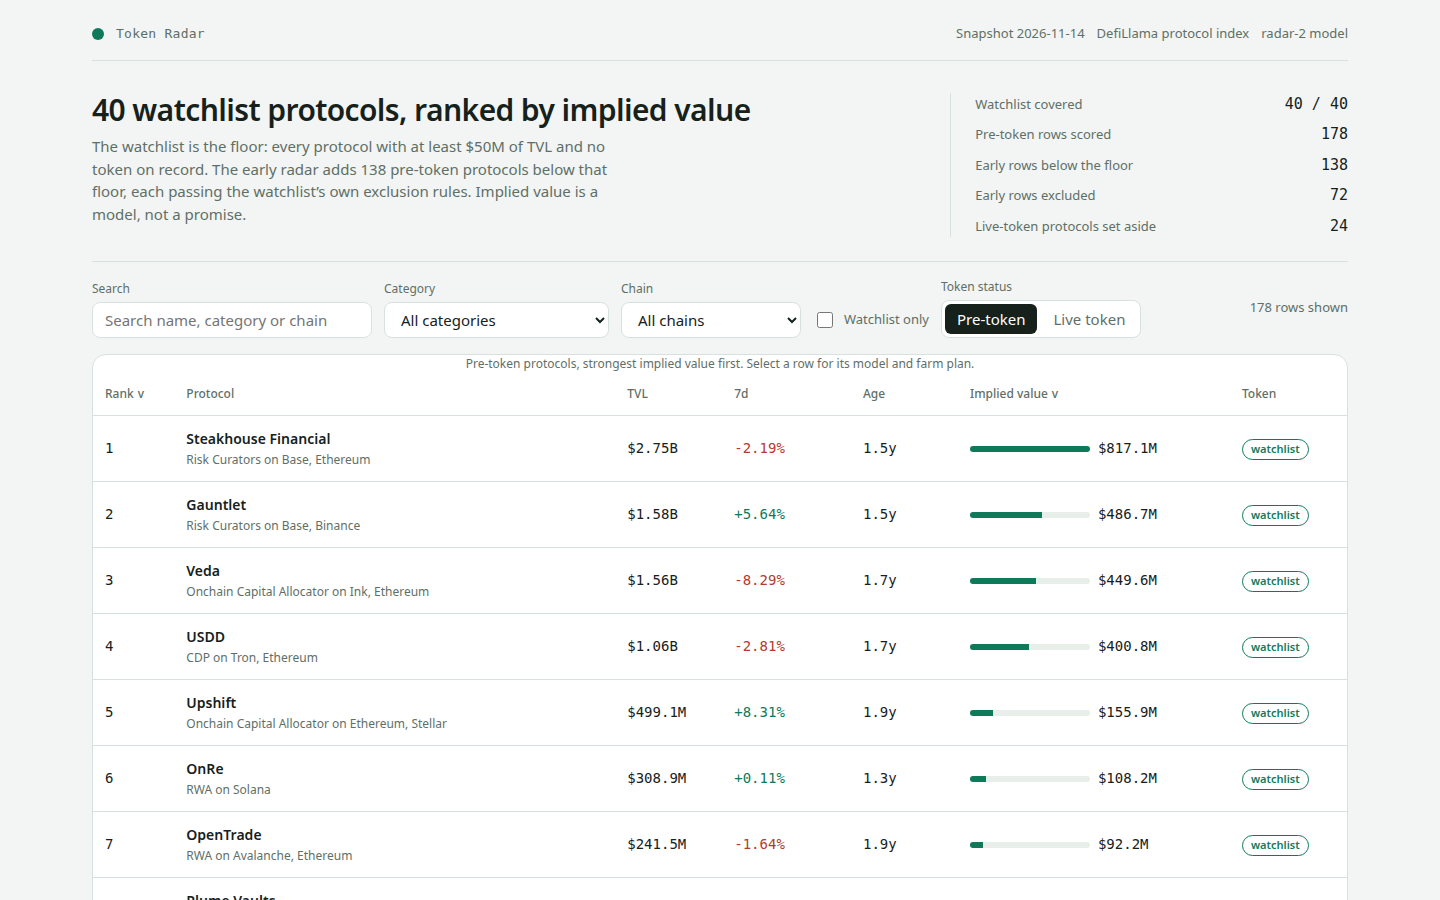 Token Radar
Snapshot 2026-11-14 DefiLlama protocol index radar-2 model
40 watchlist protocols, ranked by implied value
The watchlist is the floor: every protocol with at least $50M of TVL and no
token on record. The early radar adds 138 pre-token protocols below that
floor, each passing the watchlist's own exclusion rules. Implied value is a
model, not a promise.
Watchlist covered 40 / 40
Pre-token rows scored 178
Early rows below the floor 138
Early rows excluded 72
Live-token protocols set aside 24
Search
Category
Chain
Token status
Search name, category or chain
All categories
All chains
Watchlist only
Pre-token
Live token
178 rows shown
Pre-token protocols, strongest implied value first. Select a row for its model and farm plan.
Rank v Protocol TVL 7d Age Implied value v Token
1 Steakhouse Financial $2.75B -2.19% 1.5y $817.1M watchlist
Risk Curators on Base, Ethereum
2 Gauntlet $1.58B +5.64% 1.5y $486.7M watchlist
Risk Curators on Base, Binance
3 Veda $1.56B -8.29% 1.7y $449.6M watchlist
Onchain Capital Allocator on Ink, Ethereum
4 USDD $1.06B -2.81% 1.7y $400.8M watchlist
CDP on Tron, Ethereum
5 Upshift $499.1M +8.31% 1.9y $155.9M watchlist
Onchain Capital Allocator on Ethereum, Stellar
6 OnRe $308.9M +0.11% 1.3y $108.2M watchlist
RWA on Solana
7 OpenTrade $241.5M -1.64% 1.9y $92.2M watchlist
RWA on Avalanche, Ethereum
Plume Vaults